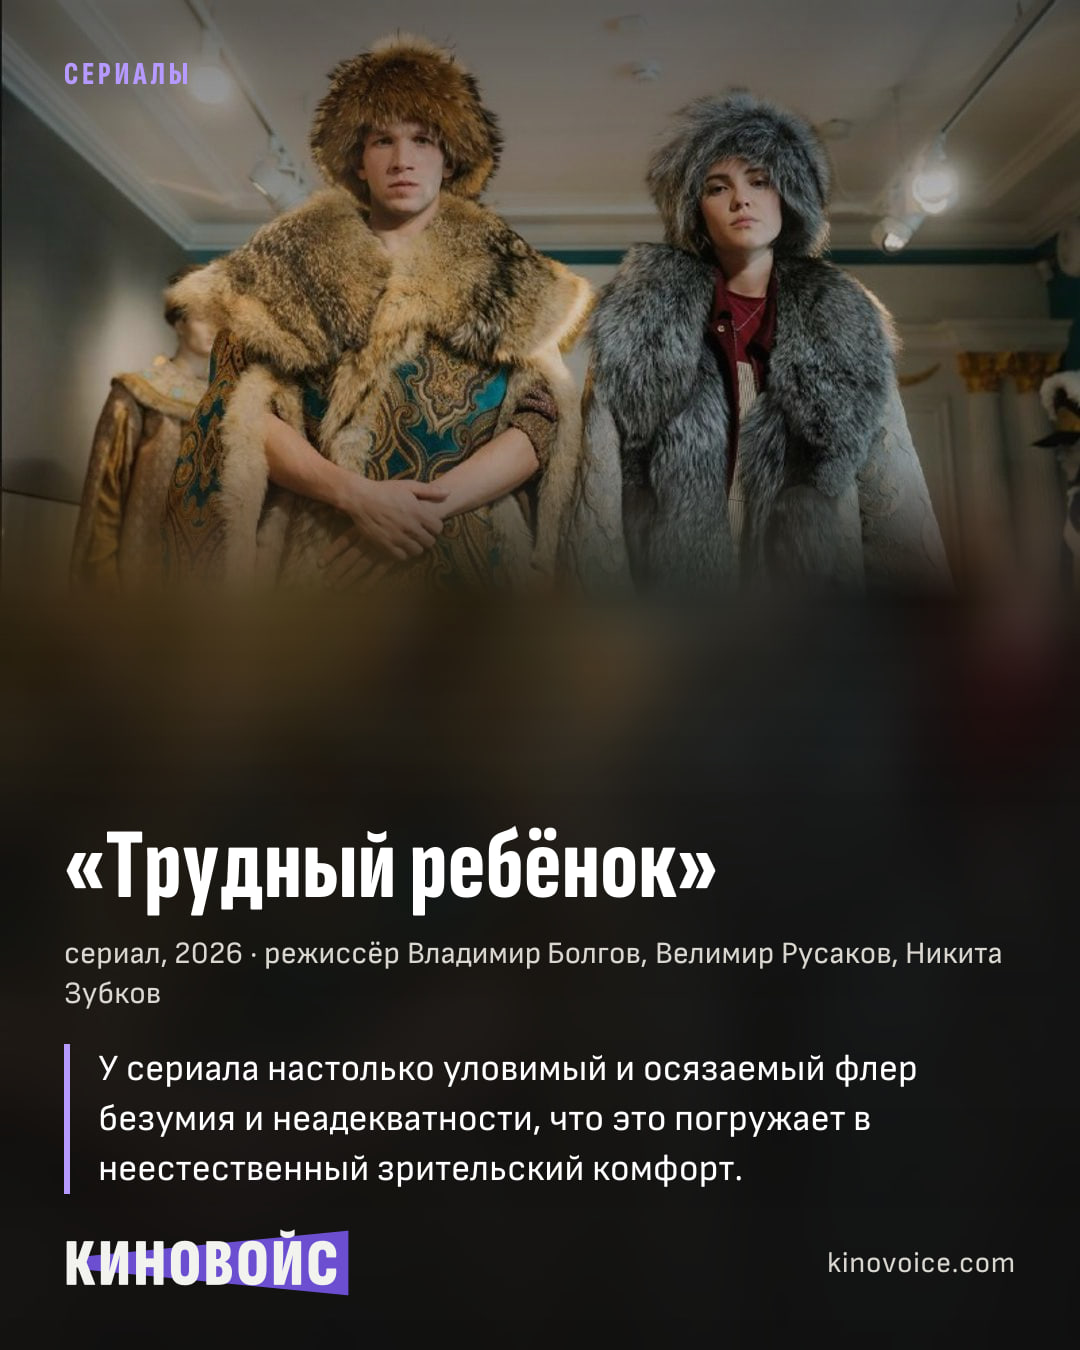 СЕРИАЛЫ
«Трудный ребёнок»
сериал, 2026 · режиссёр Владимир Болгов, Велимир Русаков, Никита
Зубков
У сериала настолько уловимый и осязаемый флер
безумия и неадекватности, что это погружает в
неестественный зрительский комфорт.
КИНОВОЙС
kinovoice.com